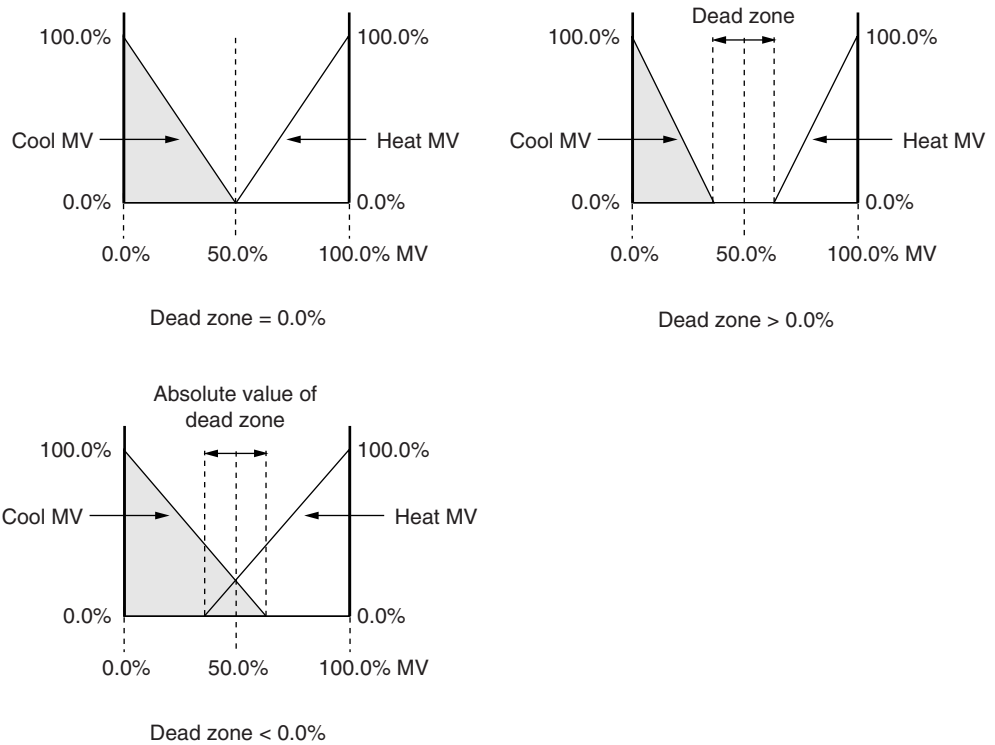 100.0%
100.0%
Cool MV
Heat MV
0.0%
0.0%
0.0%
50.0%
100.0% MV
Dead zone = 0.0%
Dead zone
100.0%
100.0%
Cool MV
Heat MV
0.0%
0.0%
0.0%
50.0%
100.0% MV
Dead zone > 0.0%
Absolute value of
dead zone
100.0%
100.0%
Cool MV
Heat MV
0.0%
0.0%
0.0%
50.0%
100.0% MV
Dead zone < 0.0%